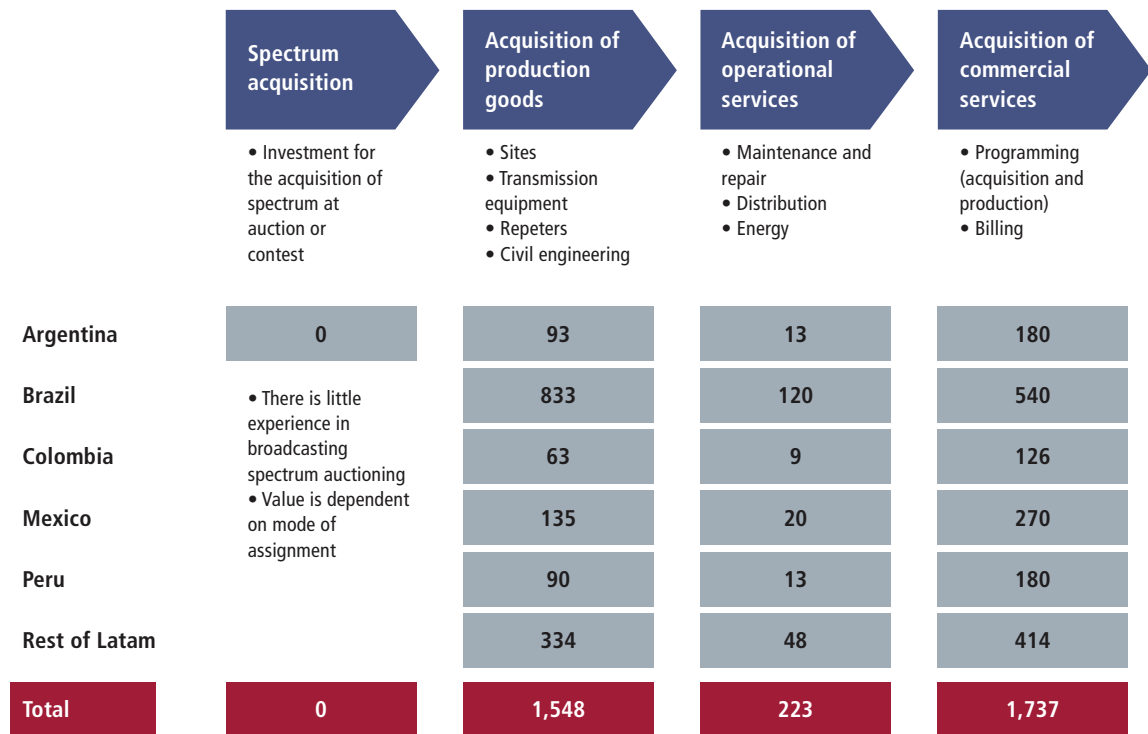 Spectrum
acquisition
Acquisition of
production
goods
Acquisition of
operational
services
Acquisition of
commercial
services
• Investment for
the acquisition of
spectrum at
auction or
contest
• Sites
• Transmission
equipment
• Repeters
• Civil engineering
• Maintenance and
repair
• Distribution
• Energy
• Programming
(acquisition and
production)
• Billing
Argentina 0 93 13 180
Brazil 833 120 540
Colombia 63 9 126
Mexico 135 20 270
Peru 90 13 180
Rest of Latam 334 48 414
• There is little
experience in
broadcasting
spectrum auctioning
• Value is dependent
on mode of
assignment
Total 0 1,548 223 1,737